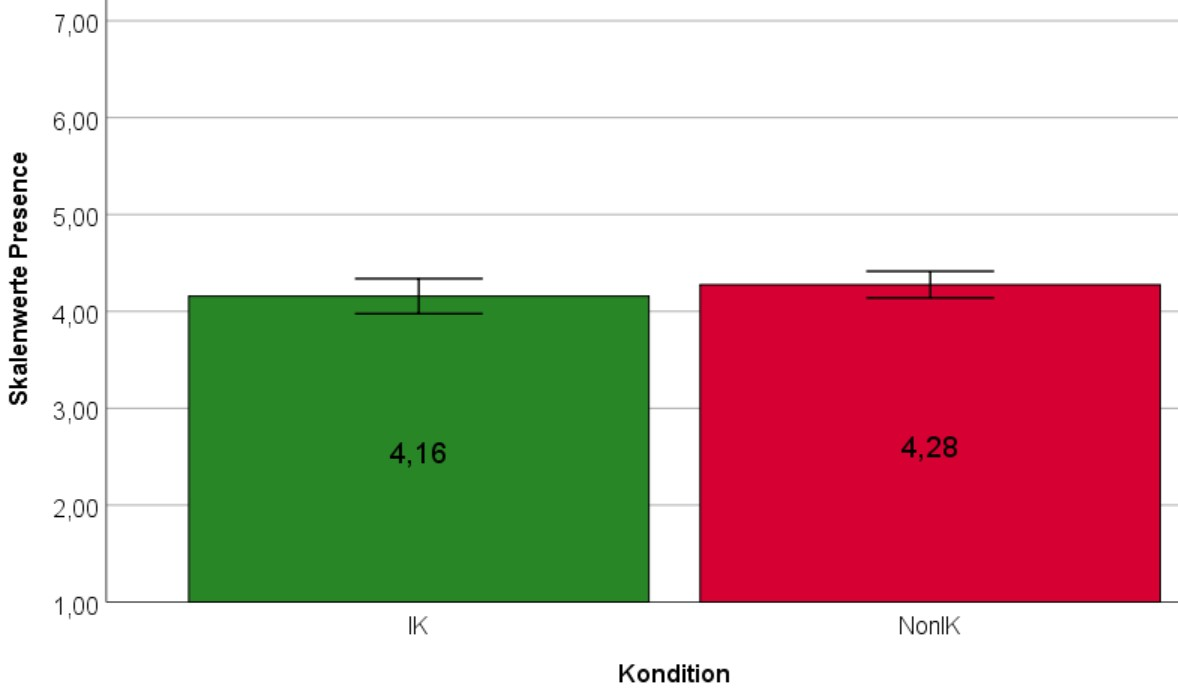 Skalenwerte Presence
7,00
6,00
5,00
4,00
3,00
2,00
1,00
4,16
4,28
IK
NonIK
Kondition